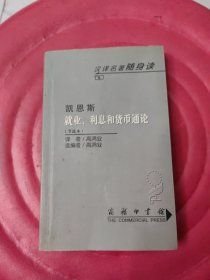 汉译名著随身读
凯恩斯
就业、利息和货币通论
（节选本）
译者／高鸿业
选编者／高鸿业
商务印书馆
THE COMMERCIAL PRESS